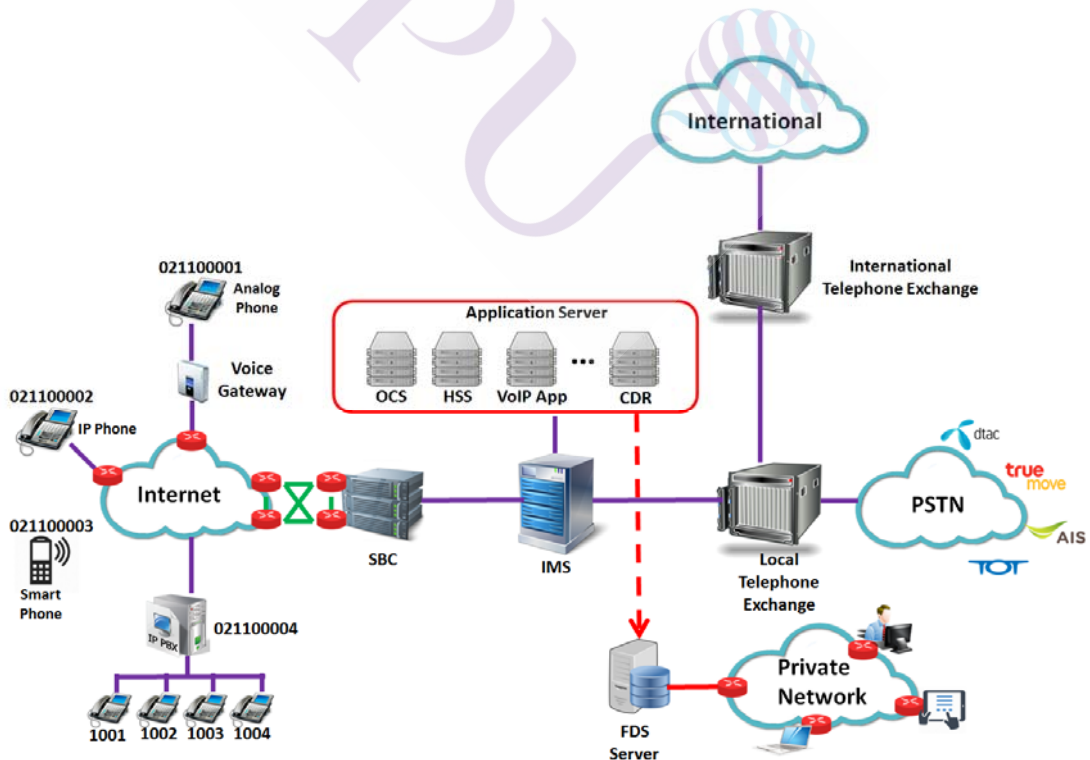 PU
International
International
Telephone Exchange
021100001
Analog
Phone
Voice
Gateway
021100002
IP Phone
Internet
021100003
Smart
Phone
IP PBX
021100004
1001
1002
1003
1004
Application Server
OCS
HSS
VoIP App
...
CDR
SBC
IMS
Local
Telephone
Exchange
PSTN
dtac
true
move
AIS
TOT
FDS
Server
Private
Network